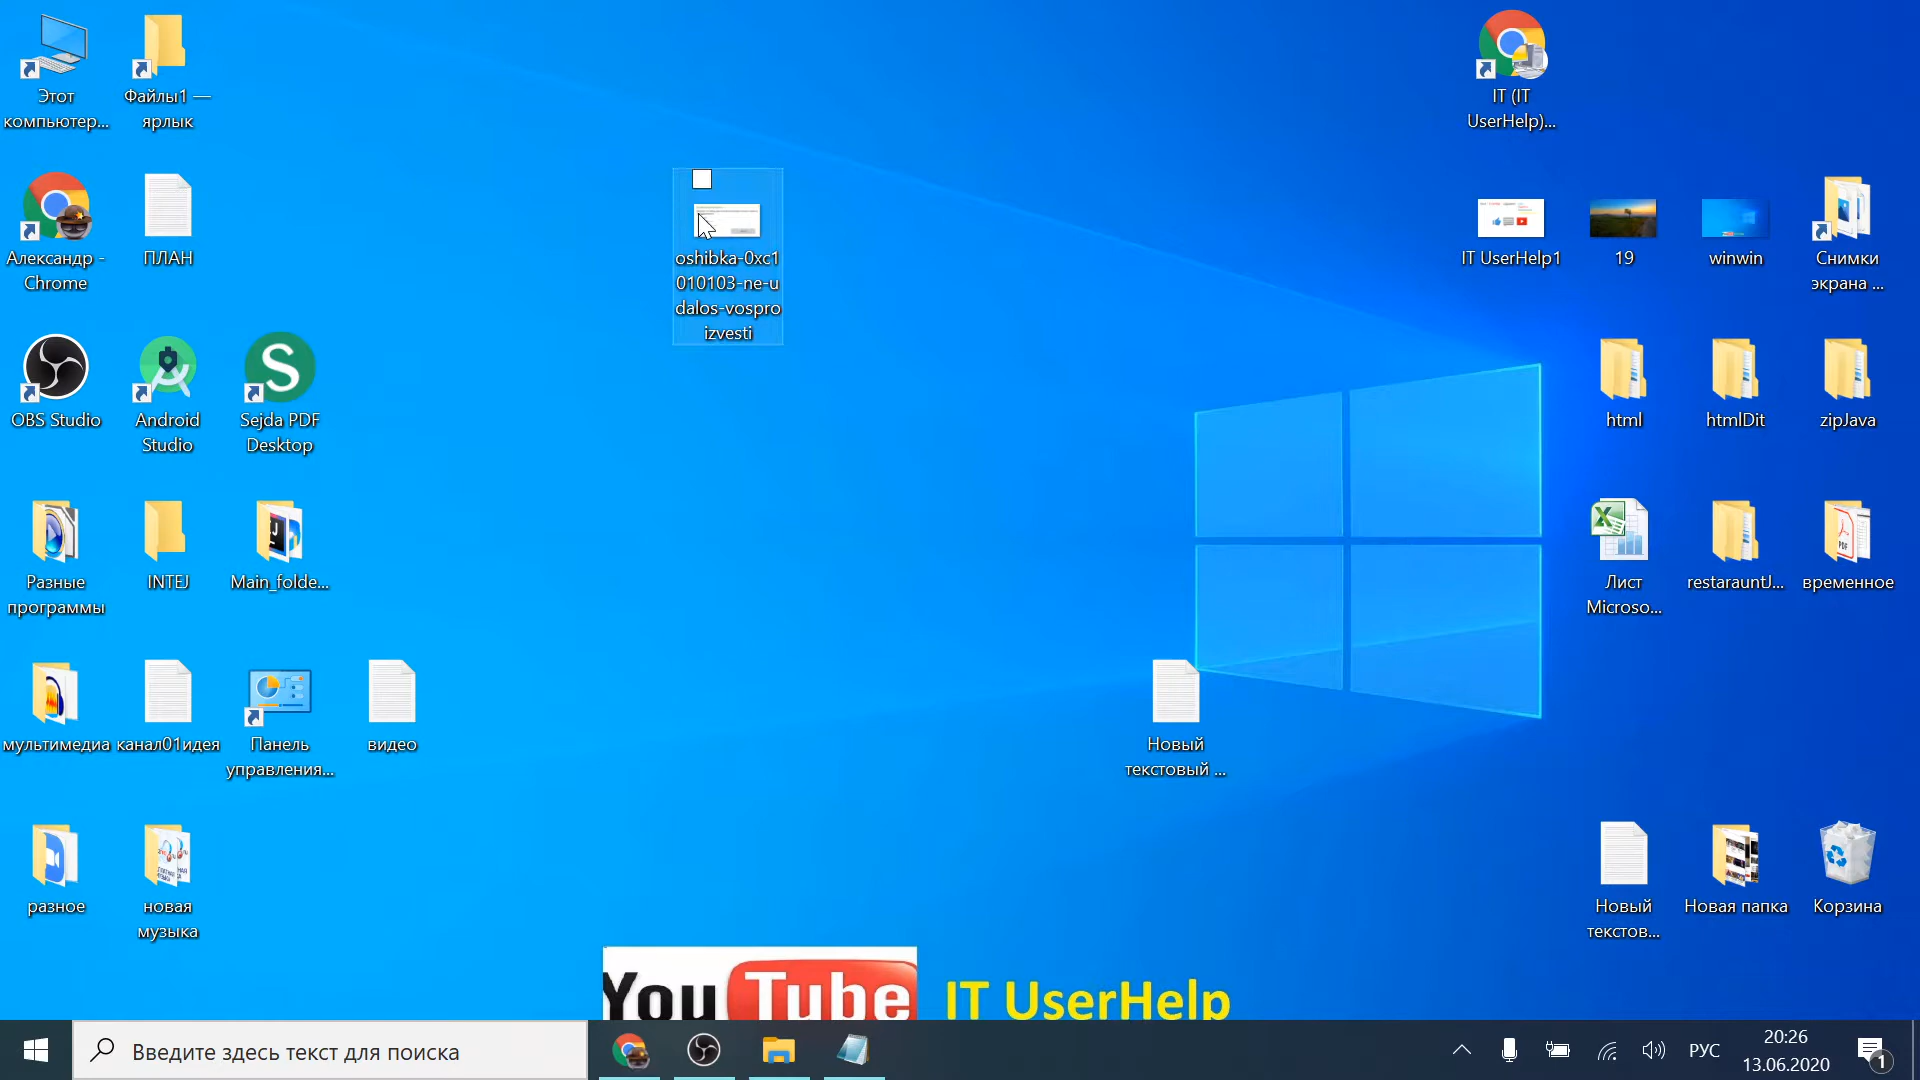 Этот
компьютер...
Файлы1 —
ярлык
IT (IT
UserHelp)...
Александр -
Chrome
ПЛАН
oshibka-0xc1
010103-ne-u
dalos-vospro
izvesti
IT UserHelp1
19
winwin
Снимки
экрана ...
OBS Studio
Android
Studio
Sejda PDF
Desktop
html
htmlDit
zipJava
Разные
программы
INTEJ
Main_folde...
Лист
Microso...
restarauntJ...
временное
мультимедиа
канал01идея
Панель
управления...
видео
Новый
текстовый ...
разное
новая
музыка
Новый
текстов...
Новая папка
Корзина
YouTube
IT UserHelp
Введите здесь текст для поиска
РУС
20:26
13.06.2020
1